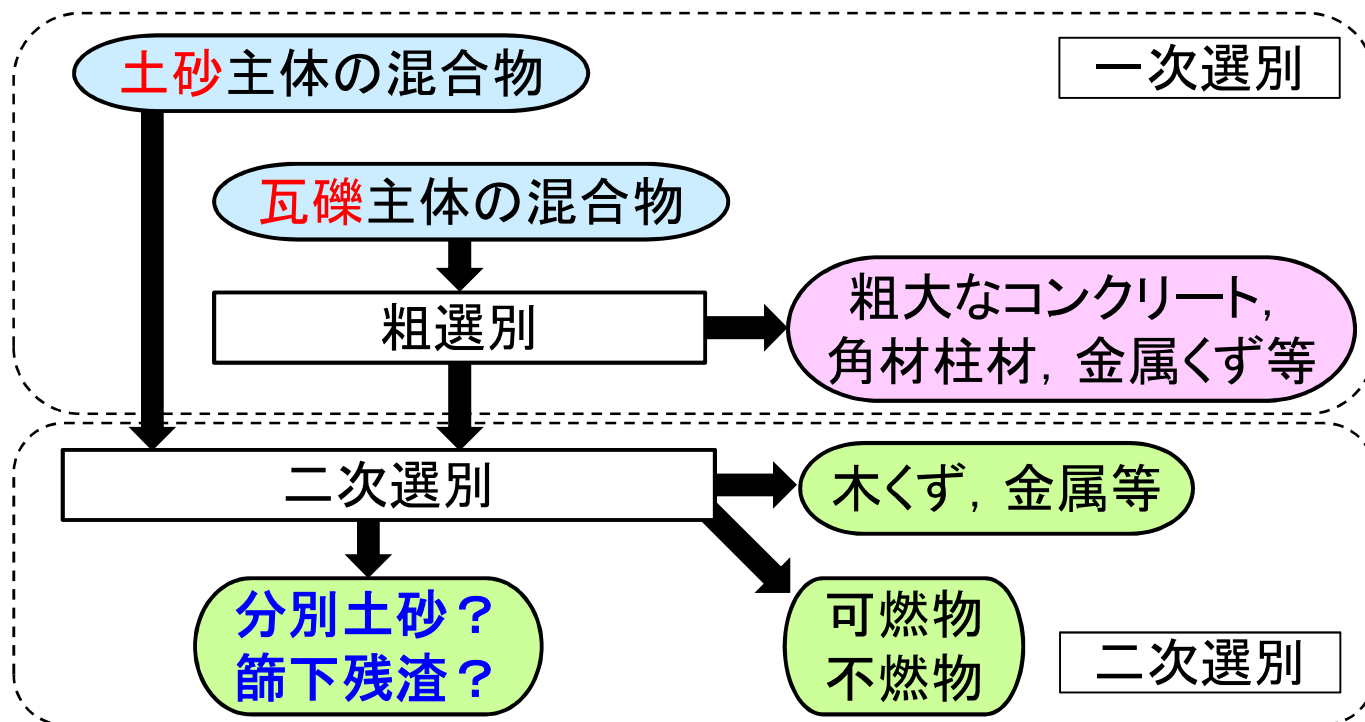 土砂主体の混合物
一次選別
瓦礫主体の混合物
粗選別
粗大なコンクリート,
角材柱材, 金属くず等
二次選別
木くず, 金属等
分別土砂？
篩下残渣？
可燃物
不燃物
二次選別